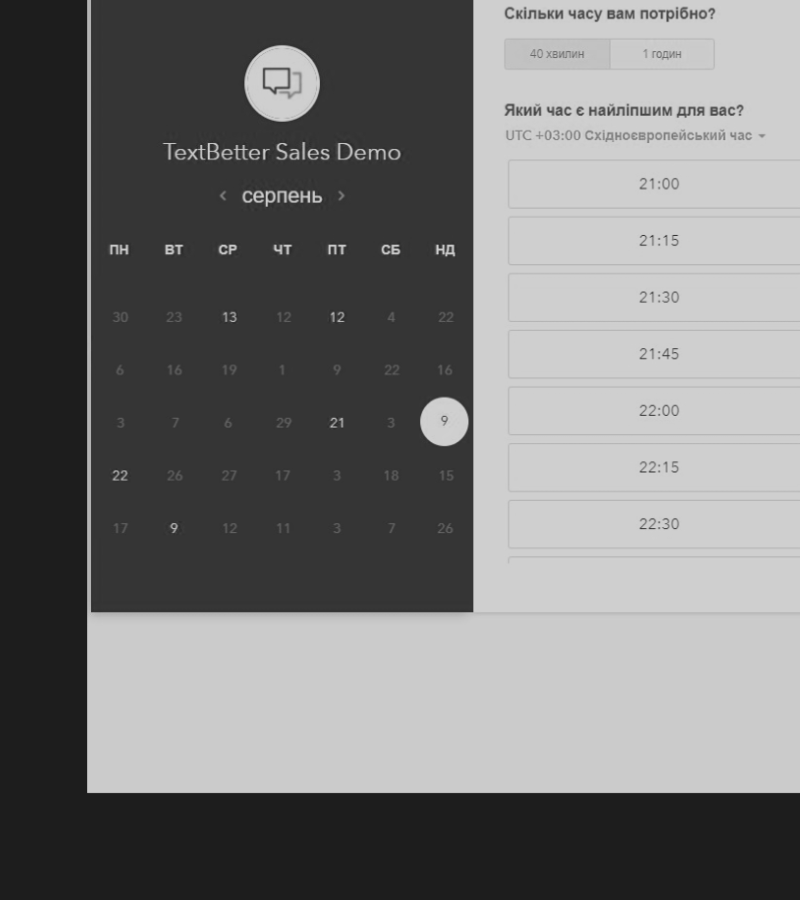 TextBetter Sales Demo
серпень
ПН ВТ СР ЧТ ПТ СБ НД
30 23 13 12 12 4 22
6 16 19 1 9 22 16
3 7 6 29 21 3 9
22 26 27 17 3 18 15
17 9 12 11 3 7 26
Скільки часу вам потрібно?
40 хвилин 1 годин
Який час є найліпшим для вас?
UTC +03:00 Східноєвропейський час
21:00
21:15
21:30
21:45
22:00
22:15
22:30